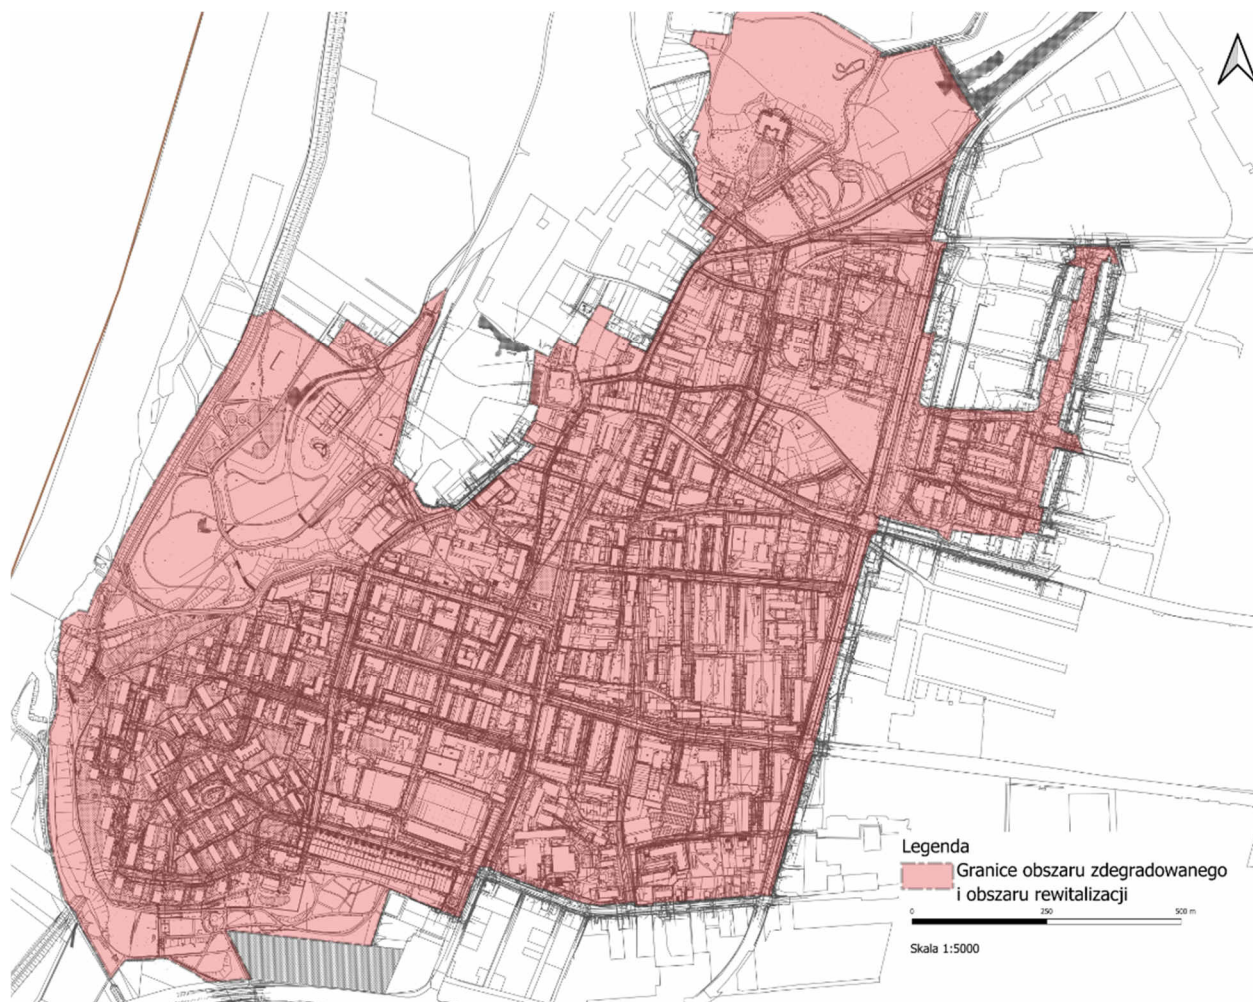 Legenda
Granice obszaru zdegradowanego
i obszaru rewitalizacji
0 250 500 m
Skala 1:5000